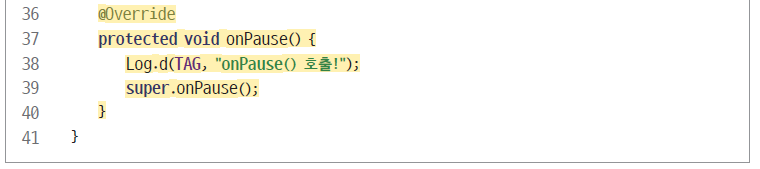 36 @Override
37 protected void onPause() {
38 Log.d(TAG, "onPause() 호출!");
39 super.onPause();
40 }
41 }